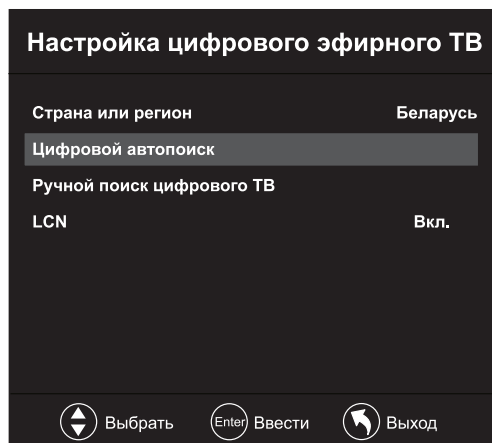 Настройка цифрового эфирного ТВ
Страна или регион Беларусь
Цифровой автопоиск
Ручной поиск цифрового ТВ
LCN Вкл.
Выбрать Enter Ввести Выход